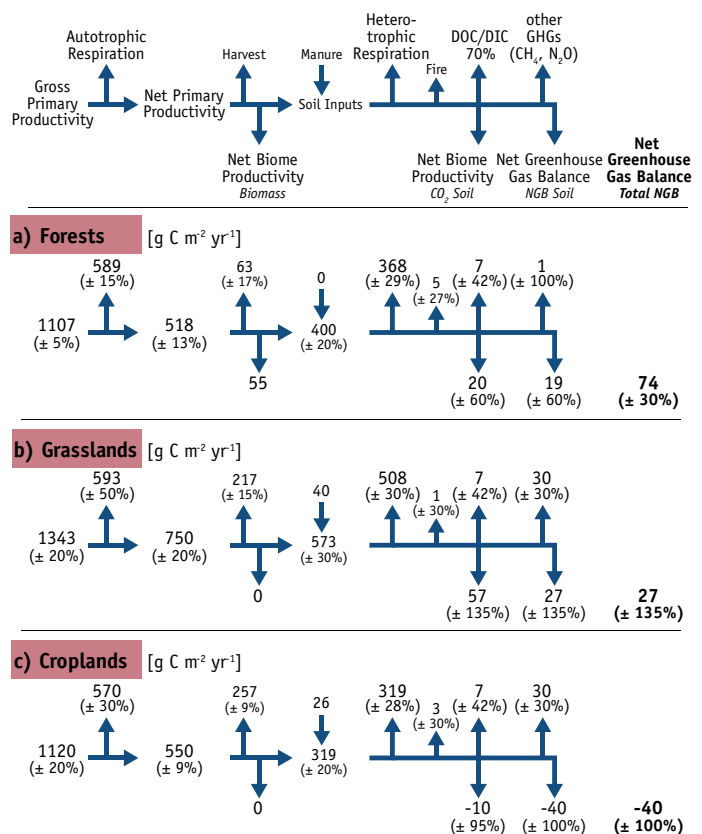 Autotrophic
Respiration
Gross
Primary
Productivity
Net Primary
Productivity
Harvest
Net Biome
Productivity
Biomass
Manure
Soil Inputs
Hetero-
trophic
Respiration
Fire
DOC/DIC
70%
Net Biome
Productivity
CO₂ Soil
other
GHGs
(CH₄, N₂O)
Net Greenhouse
Gas Balance
NGB Soil
Net
Greenhouse
Gas Balance
Total NGB
a) Forests [g C m⁻² yr⁻¹]
589
(± 15%)
1107
(± 5%)
518
(± 13%)
63
(± 17%)
55
0
400
(± 20%)
368
(± 29%)
5
(± 27%)
7
(± 42%)
20
(± 60%)
1
(± 100%)
19
(± 60%)
74
(± 30%)
b) Grasslands [g C m⁻² yr⁻¹]
593
(± 50%)
1343
(± 20%)
750
(± 20%)
217
(± 15%)
0
40
573
(± 30%)
508
(± 30%)
1
(± 30%)
7
(± 42%)
57
(± 135%)
30
(± 30%)
27
(± 135%)
27
(± 135%)
c) Croplands [g C m⁻² yr⁻¹]
570
(± 30%)
1120
(± 20%)
550
(± 9%)
257
(± 9%)
0
26
319
(± 20%)
319
(± 28%)
3
(± 30%)
7
(± 42%)
-10
(± 95%)
30
(± 30%)
-40
(± 100%)
-40
(± 100%)